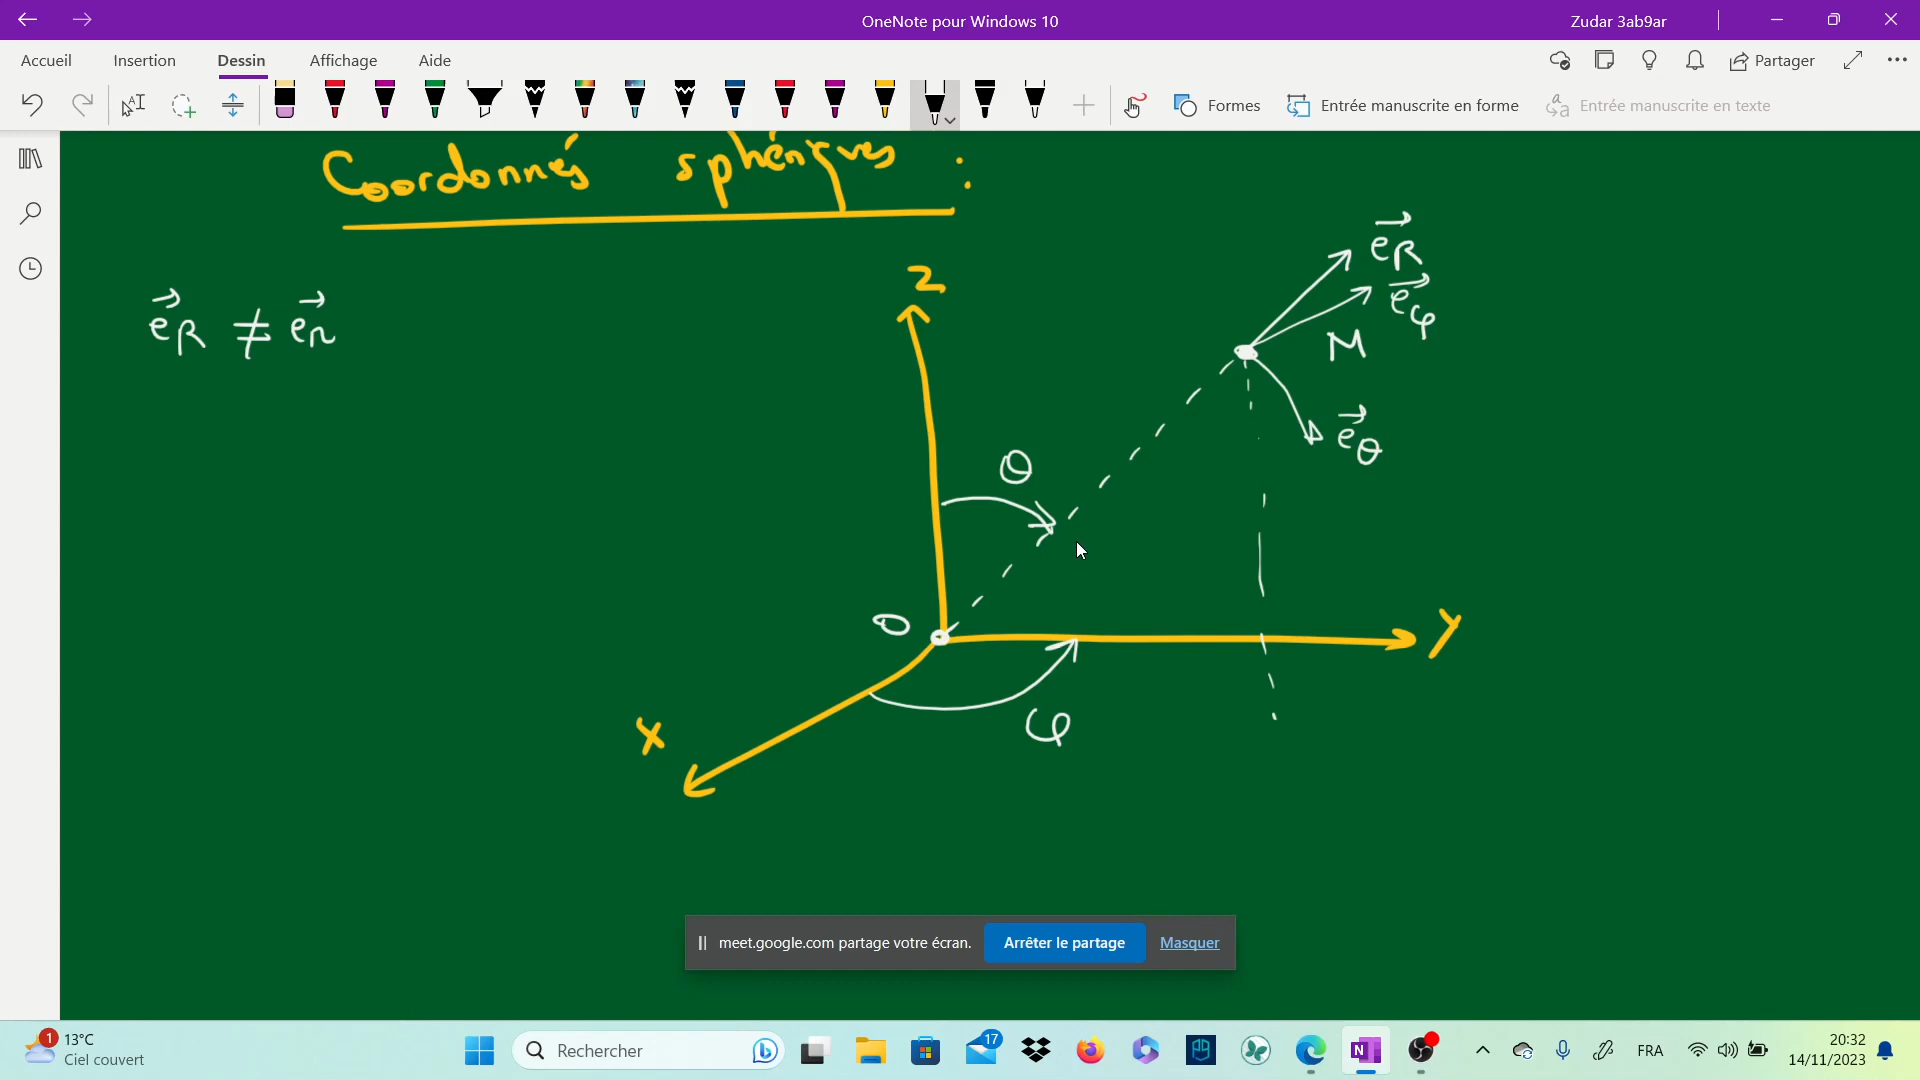 OneNote pour Windows 10
Zudar 3ab9ar
Accueil Insertion Dessin Affichage Aide
Partager
Formes Entrée manuscrite en forme Entrée manuscrite en texte
Coordonnés sphériques :
e⃗R ≠ e⃗r
Z
e⃗R
e⃗φ
M
e⃗θ
θ
O
Y
X
φ
meet.google.com partage votre écran. Arrêter le partage Masquer
1
13°C
Ciel couvert
Rechercher
17
FRA
20:32
14/11/2023